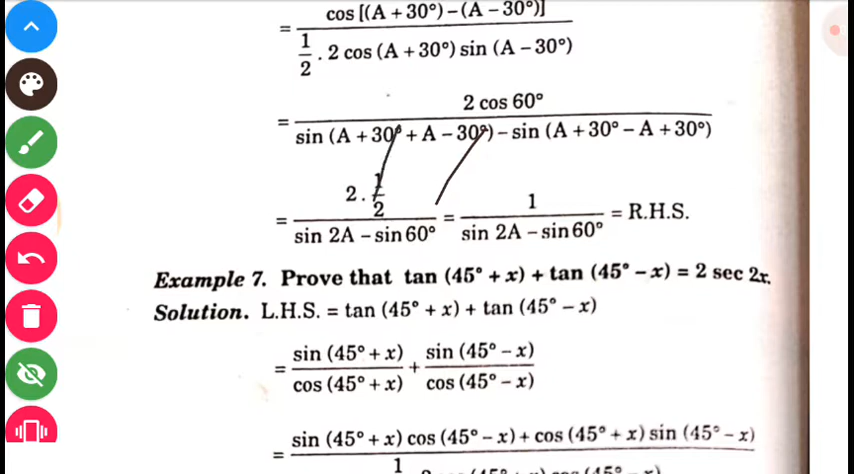 = cos [(A + 30°) – (A – 30°)] / 1/2 . 2 cos (A + 30°) sin (A – 30°)
= 2 cos 60° / sin (A + 30° + A – 30°) – sin (A + 30° – A + 30°)
= 2 . 1/2 / sin 2A – sin 60° = 1 / sin 2A – sin 60° = R.H.S.
Example 7. Prove that tan (45° + x) + tan (45° – x) = 2 sec 2x.
Solution. L.H.S. = tan (45° + x) + tan (45° – x)
= sin (45° + x) / cos (45° + x) + sin (45° – x) / cos (45° – x)
= sin (45° + x) cos (45° – x) + cos (45° + x) sin (45° – x)
1